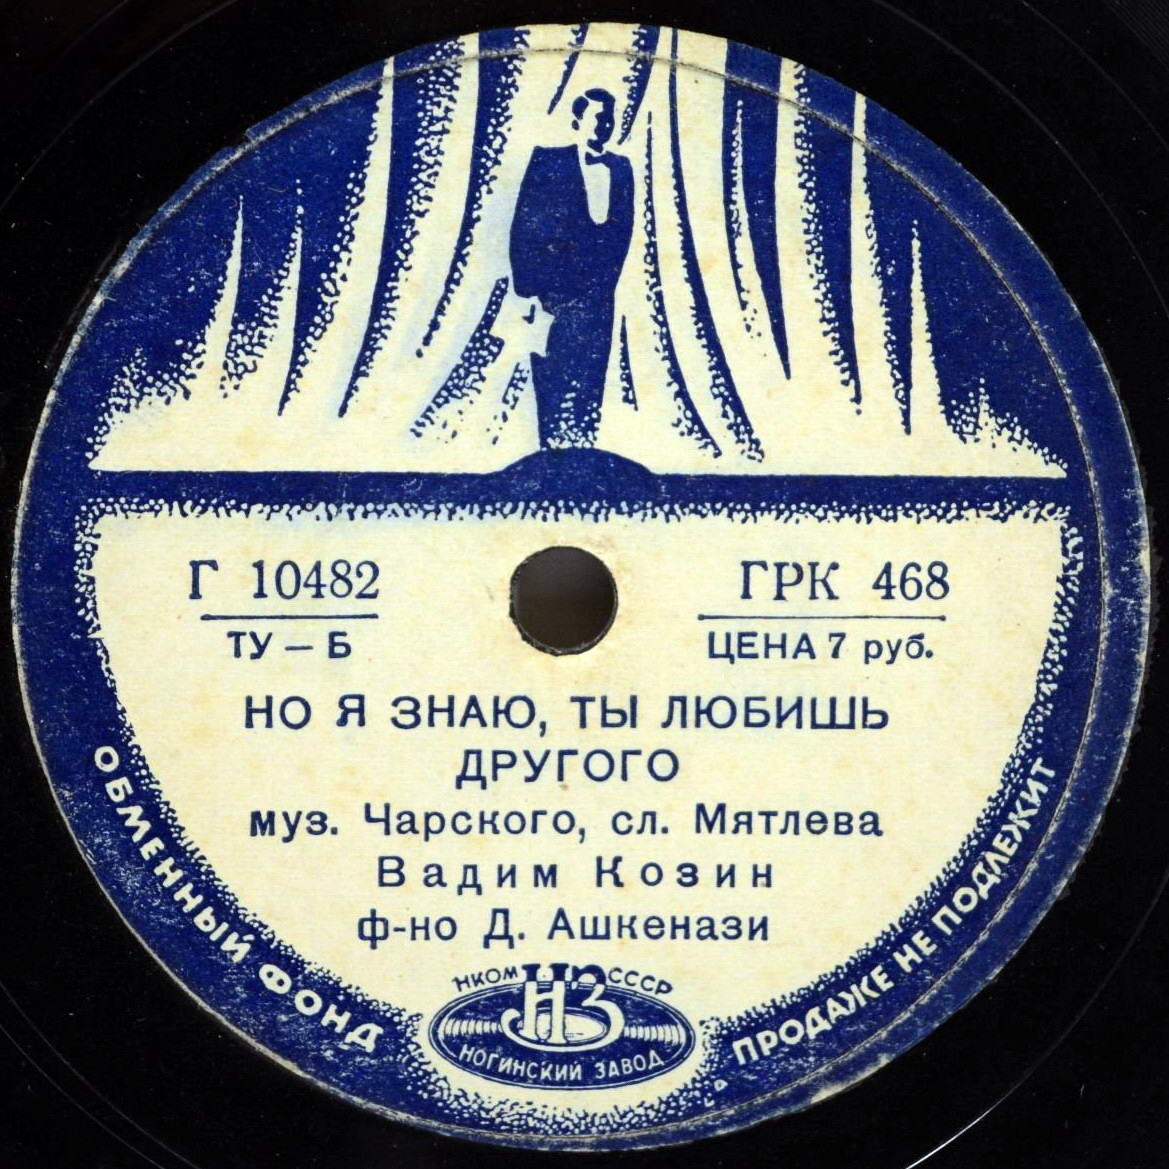 Г 10482
ТУ – Б
ГРК 468
ЦЕНА 7 руб.
НО Я ЗНАЮ, ТЫ ЛЮБИШЬ
ДРУГОГО
муз. Чарского, сл. Мятлева
Вадим Козин
ф-но Д. Ашкенази
ОБМЕННЫЙ ФОНД
ПРОДАЖЕ НЕ ПОДЛЕЖИТ
НКОМ НЗ СССР
НОГИНСКИЙ ЗАВОД